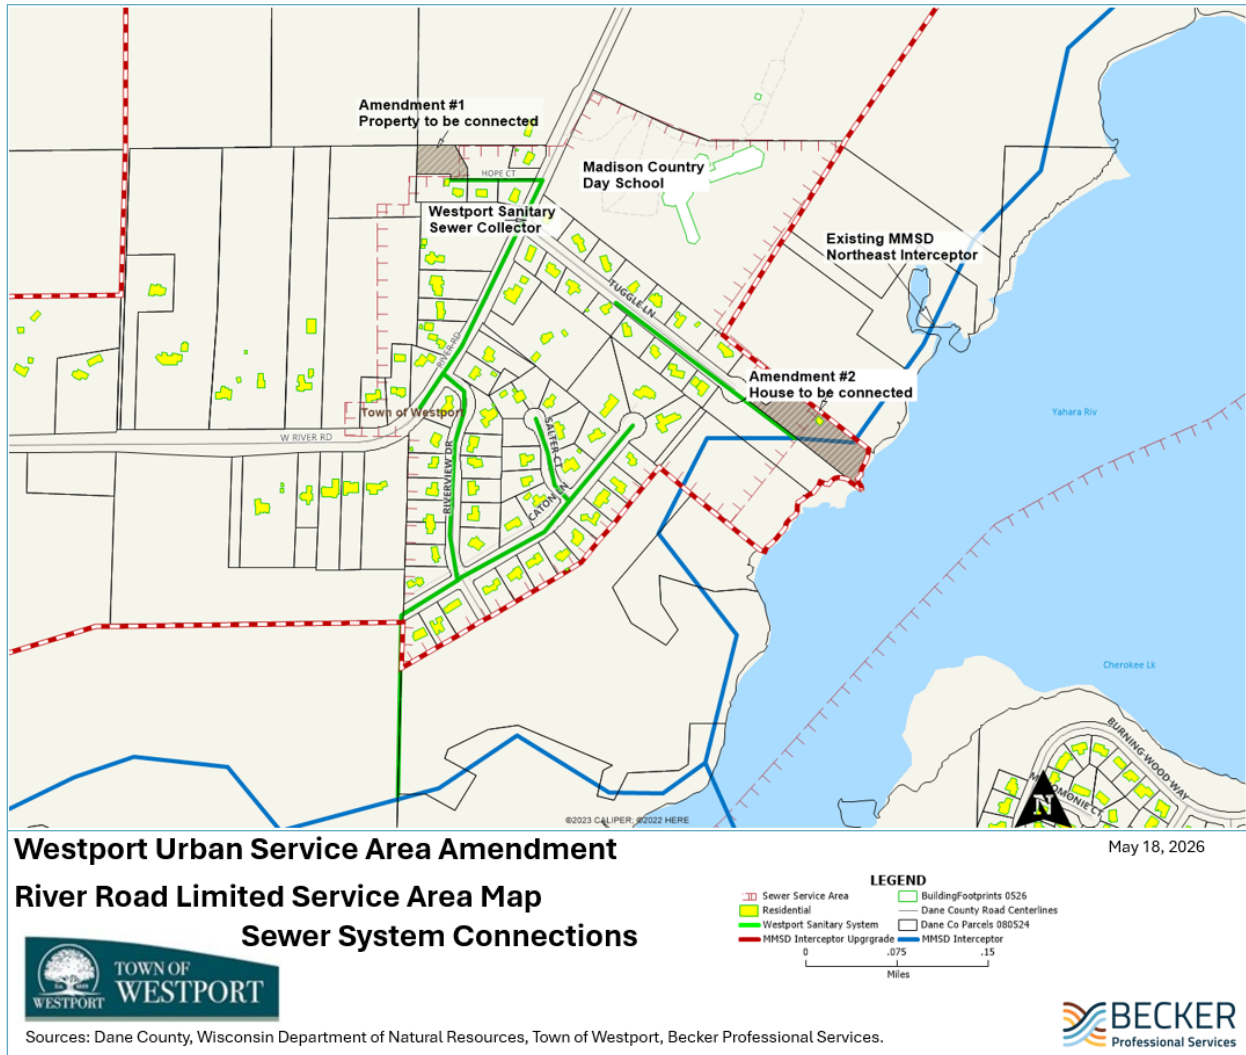 Amendment #1
Property to be connected
HOPE CT
Madison Country
Day School
Westport Sanitary
Sewer Collector
Existing MMSD
Northeast Interceptor
TUGGLE LN
RIVER RD
Amendment #2
House to be connected
Town of Westport
Yahara Riv
W RIVER RD
SALTER CT
RIVERVIEW DR
CATON LN
Cherokee Lk
BURNING WOOD WAY
N
©2023 CALIPER; ©2022 HERE
Westport Urban Service Area Amendment
May 18, 2026
River Road Limited Service Area Map
Sewer System Connections
LEGEND
Sewer Service Area
BuildingFootprints 0526
Residential
Dane County Road Centerlines
Westport Sanitary System
Dane Co Parcels 080524
MMSD Interceptor Upgrgrade
MMSD Interceptor
0 .075 .15
Miles
TOWN OF
WESTPORT
WESTPORT
BECKER
Professional Services
Sources: Dane County, Wisconsin Department of Natural Resources, Town of Westport, Becker Professional Services.